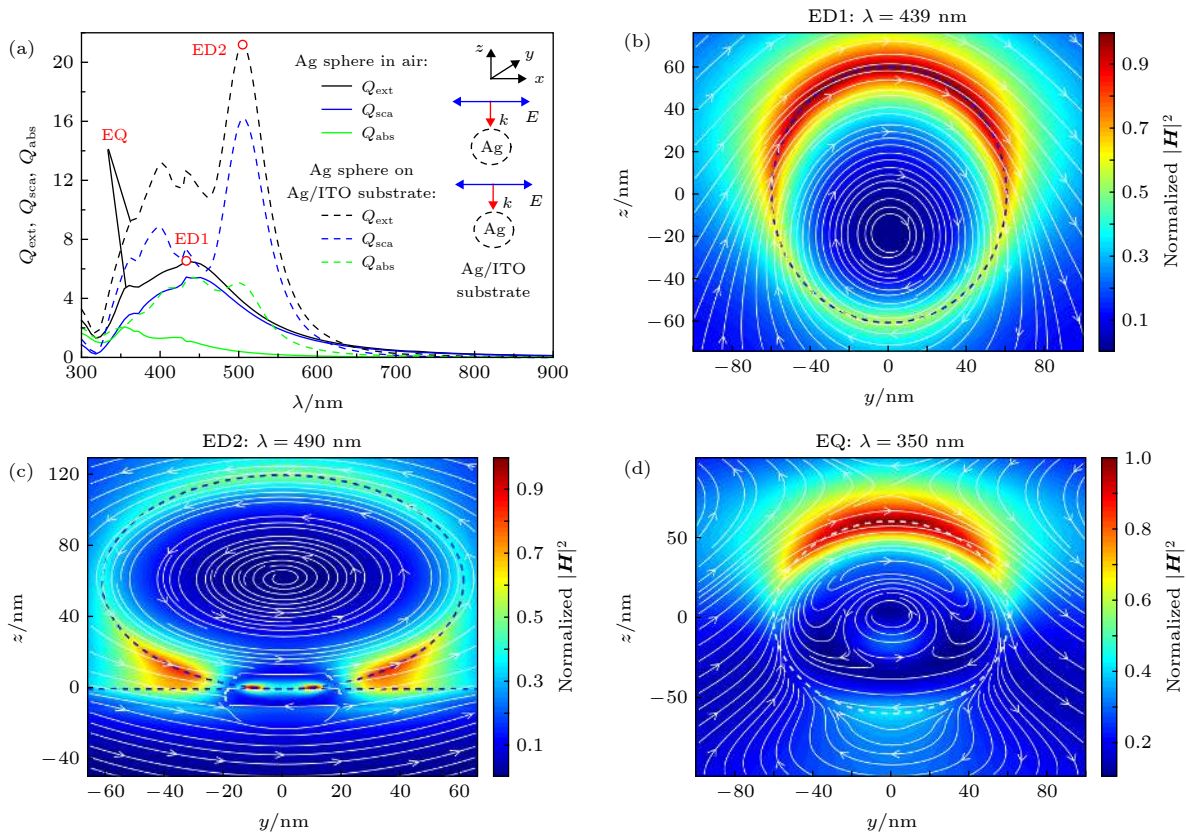 (a)
Q_ext, Q_sca, Q_abs
20
16
12
8
4
0
300
400
500
600
700
800
900
λ/nm
EQ
ED1
ED2
Ag sphere in air:
Q_ext
Q_sca
Q_abs
Ag sphere on
Ag/ITO substrate:
Q_ext
Q_sca
Q_abs
z
y
x
k
E
Ag
k
E
Ag
Ag/ITO
substrate
(b)
ED1: λ = 439 nm
z/nm
60
40
20
0
−20
−40
−60
−80
−40
0
40
80
y/nm
0.9
0.7
0.5
0.3
0.1
Normalized |H|²
(c)
ED2: λ = 490 nm
z/nm
120
80
40
0
−40
−60
−40
−20
0
20
40
60
y/nm
0.9
0.7
0.5
0.3
0.1
Normalized |H|²
(d)
EQ: λ = 350 nm
z/nm
50
0
−50
−80
−40
0
40
80
y/nm
1.0
0.8
0.6
0.4
0.2
Normalized |H|²